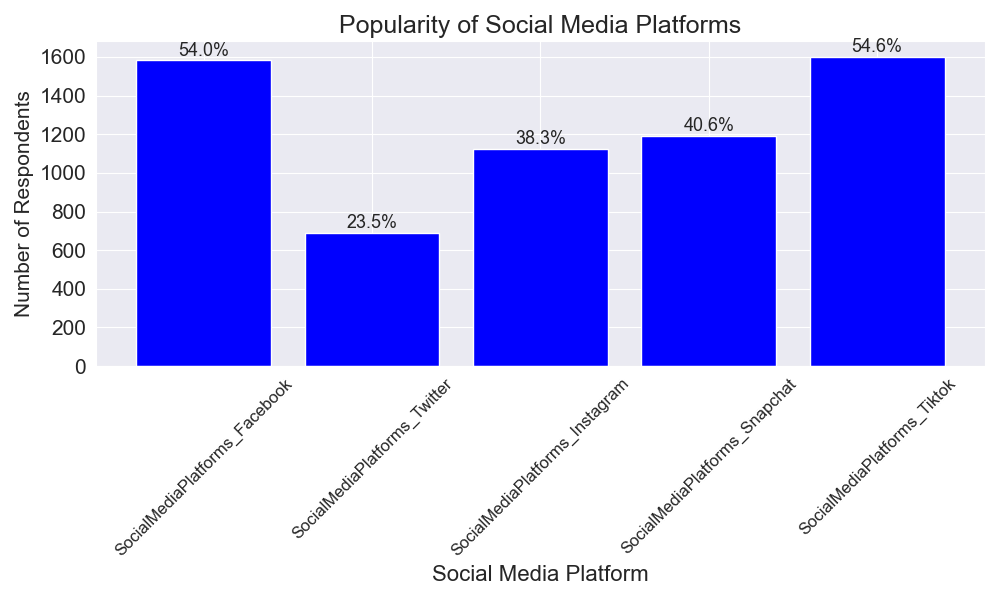 Popularity of Social Media Platforms
Number of Respondents
1600
1400
1200
1000
800
600
400
200
0
54.0%
23.5%
38.3%
40.6%
54.6%
SocialMediaPlatforms_Facebook
SocialMediaPlatforms_Twitter
SocialMediaPlatforms_Instagram
SocialMediaPlatforms_Snapchat
SocialMediaPlatforms_Tiktok
Social Media Platform